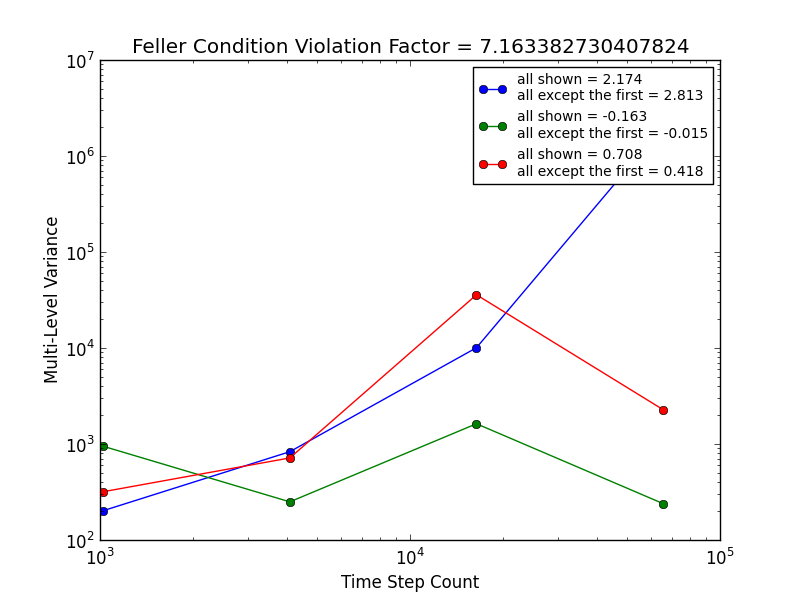 Feller Condition Violation Factor = 7.163382730407824
all shown = 2.174
all except the first = 2.813
all shown = -0.163
all except the first = -0.015
all shown = 0.708
all except the first = 0.418
Multi-Level Variance
10^7
10^6
10^5
10^4
10^3
10^2
10^3 10^4 10^5
Time Step Count